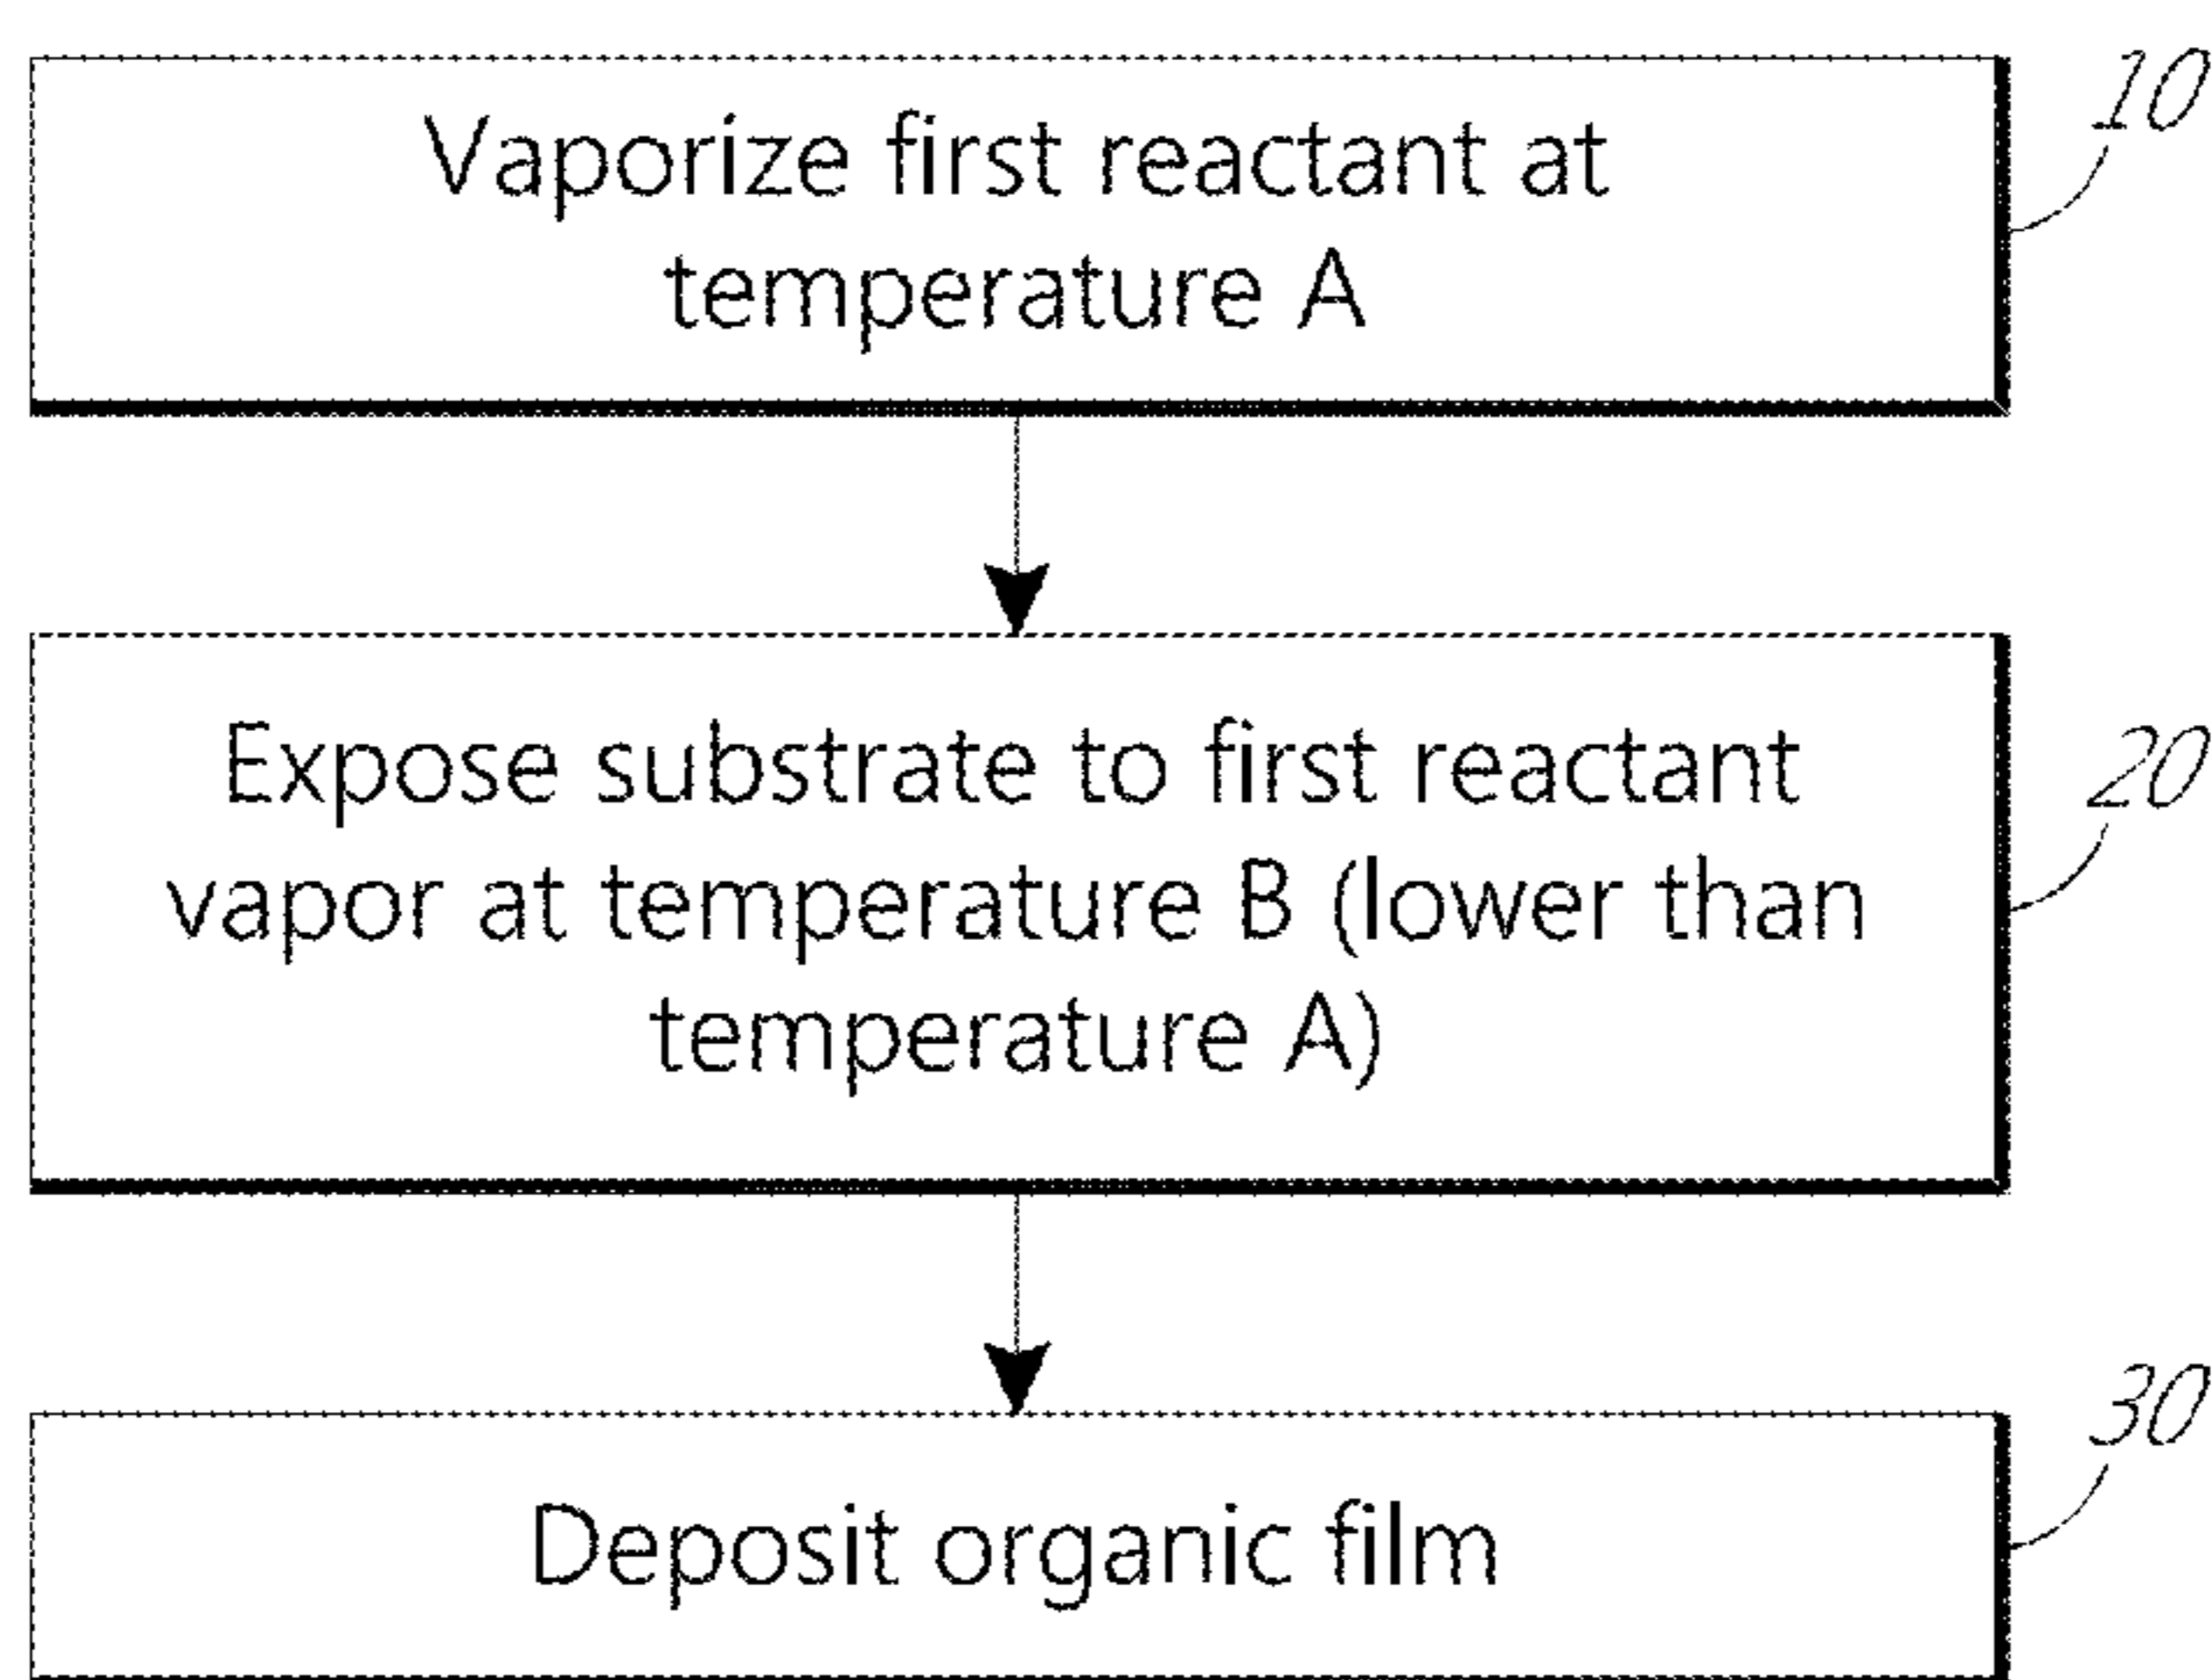 10
Vaporize first reactant at
temperature A
20
Expose substrate to first reactant
vapor at temperature B (lower than
temperature A)
30
Deposit organic film